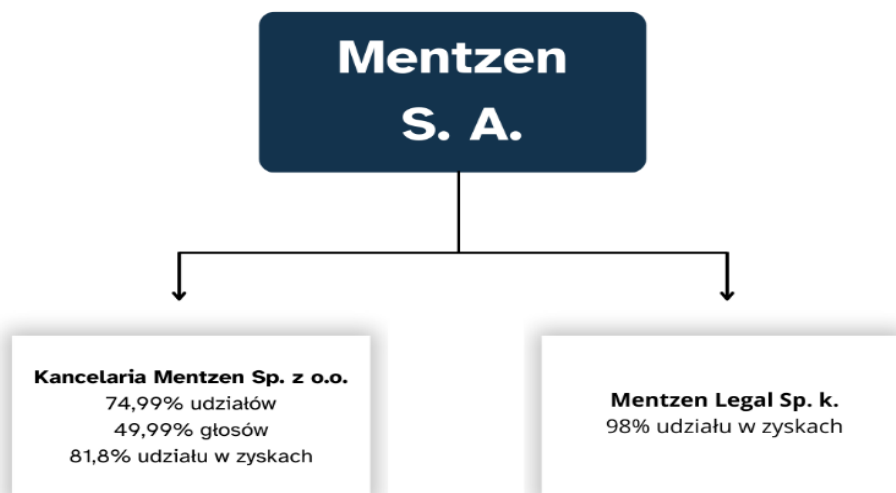 Mentzen
S. A.
Kancelaria Mentzen Sp. z o.o.
74,99% udziałów
49,99% głosów
81,8% udziału w zyskach
Mentzen Legal Sp. k.
98% udziału w zyskach